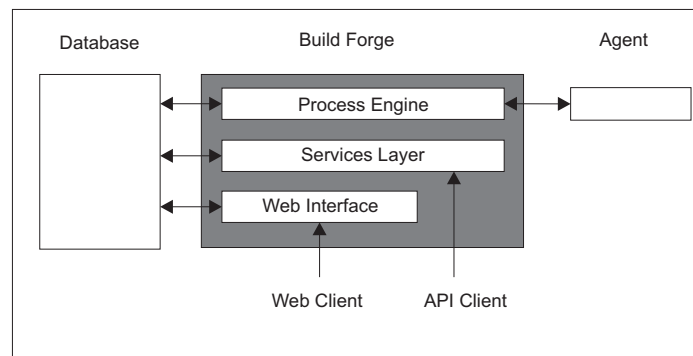 Database
Build Forge
Agent
Process Engine
Services Layer
Web Interface
Web Client
API Client